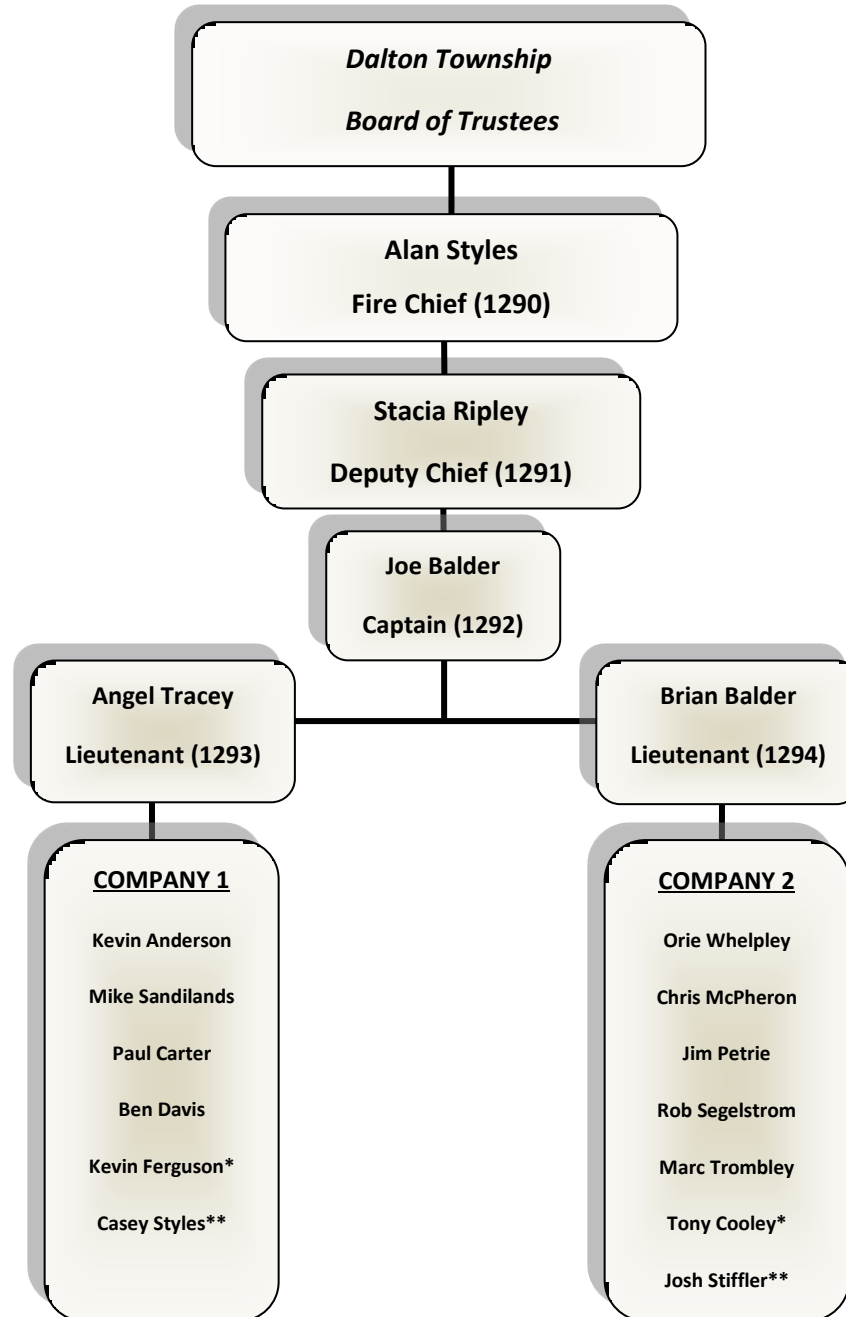 Dalton Township
Board of Trustees
Alan Styles
Fire Chief (1290)
Stacia Ripley
Deputy Chief (1291)
Joe Balder
Captain (1292)
Angel Tracey
Lieutenant (1293)
Brian Balder
Lieutenant (1294)
COMPANY 1
Kevin Anderson
Mike Sandilands
Paul Carter
Ben Davis
Kevin Ferguson*
Casey Styles**
COMPANY 2
Orie Whelpley
Chris McPheron
Jim Petrie
Rob Segelstrom
Marc Trombley
Tony Cooley*
Josh Stiffler**